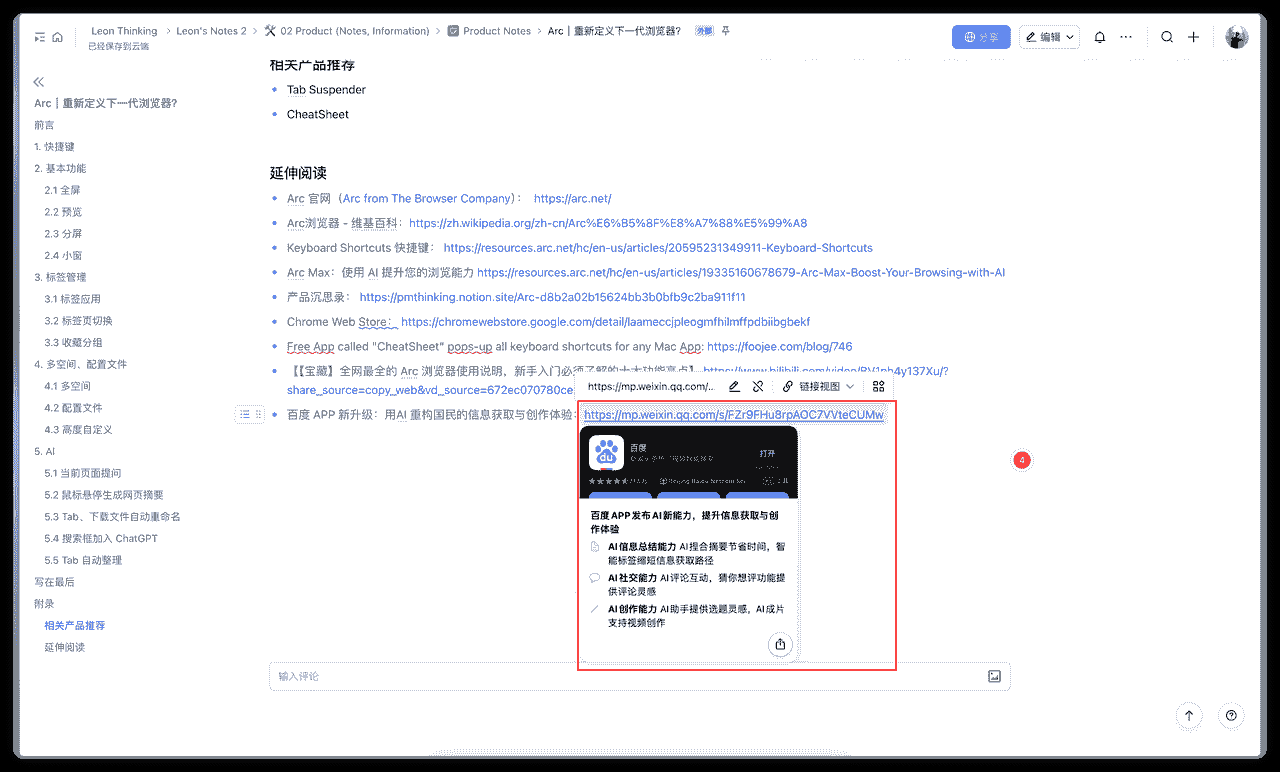 Leon Thinking > Leon's Notes 2 > 02 Product (Notes, Information) > Product Notes > Arc｜重新定义下一代浏览器? 外部
已经保存到云端
分享
编辑
Arc｜重新定义下一代浏览器?
前言
1. 快捷键
2. 基本功能
2.1 全屏
2.2 预览
2.3 分屏
2.4 小窗
3. 标签管理
3.1 标签应用
3.2 标签页切换
3.3 收藏分组
4. 多空间、配置文件
4.1 多空间
4.2 配置文件
4.3 高度自定义
5. AI
5.1 当前页面提问
5.2 鼠标悬停生成网页摘要
5.3 Tab、下载文件自动重命名
5.4 搜索框加入 ChatGPT
5.5 Tab 自动整理
写在最后
附录
相关产品推荐
延伸阅读
相关产品推荐
Tab Suspender
CheatSheet
延伸阅读
Arc 官网（Arc from The Browser Company）： https://arc.net/
Arc浏览器 - 维基百科：https://zh.wikipedia.org/zh-cn/Arc%E6%B5%8F%E8%A7%88%E5%99%A8
Keyboard Shortcuts 快捷键： https://resources.arc.net/hc/en-us/articles/20595231349911-Keyboard-Shortcuts
Arc Max：使用 AI 提升您的浏览能力 https://resources.arc.net/hc/en-us/articles/19335160678679-Arc-Max-Boost-Your-Browsing-with-AI
产品沉思录： https://pmthinking.notion.site/Arc-d8b2a02b15624bb3b0bfb9c2ba911f11
Chrome Web Store： https://chromewebstore.google.com/detail/laameccjpleogmfhilmffpdbiibgbekf
Free App called "CheatSheet" pops-up all keyboard shortcuts for any Mac App: https://foojee.com/blog/746
【【宝藏】全网最全的 Arc 浏览器使用说明，新手入门必须了解的十大功能亮点】
share_source=copy_web&vd_source=672ec070780ce
https://mp.weixin.qq.com/...
链接视图
百度 APP 新升级：用AI 重构国民的信息获取与创作体验：https://mp.weixin.qq.com/s/FZr9FHu8rpAOC7VVteCUMw
百度
打开
百度APP发布AI新能力，提升信息获取与创
作体验
AI信息总结能力 AI捏合摘要节省时间，智
能标签缩短信息获取路径
AI社交能力 AI评论互动，猜你想评功能提
供评论灵感
AI创作能力 AI助手提供选题灵感，AI成片
支持视频创作
4
输入评论